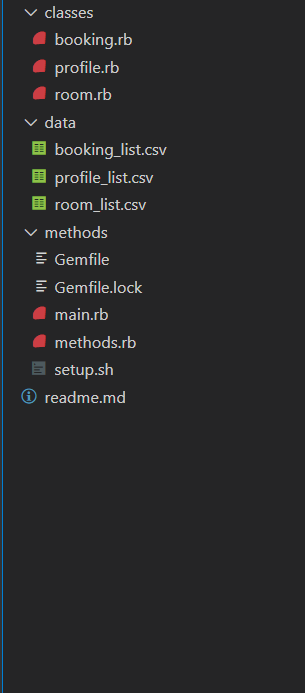 classes
booking.rb
profile.rb
room.rb
data
booking_list.csv
profile_list.csv
room_list.csv
methods
Gemfile
Gemfile.lock
main.rb
methods.rb
setup.sh
readme.md